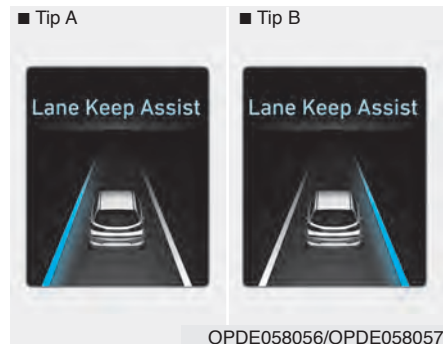 ■ Tip A
■ Tip B
Lane Keep Assist
Lane Keep Assist
OPDE058056/OPDE058057